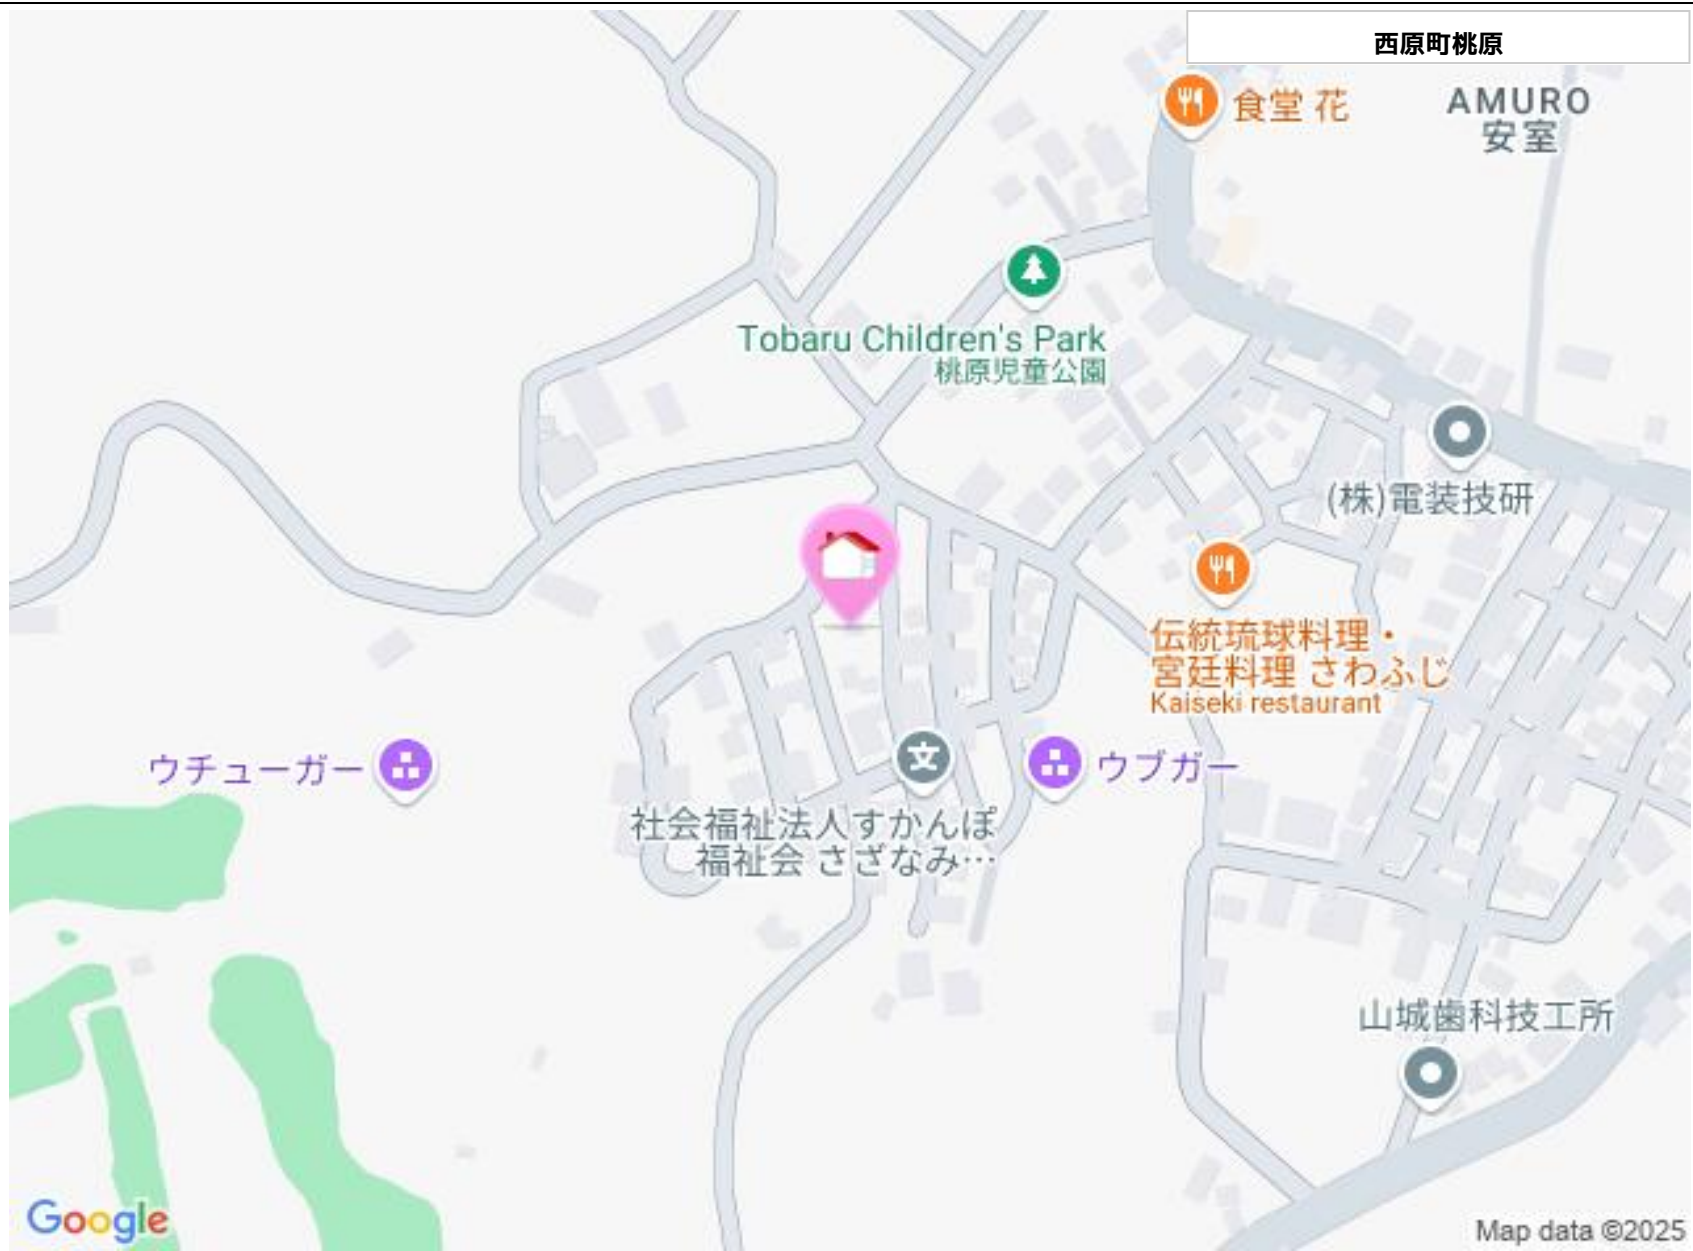 西原町桃原
食堂 花
AMURO
安室
Tobaru Children's Park
桃原児童公園
(株)電装技研
伝統琉球料理・
宮廷料理 さわふじ
Kaiseki restaurant
ウチューガー
文
ウブガー
社会福祉法人すかんぽ
福祉会 さざなみ…
山城歯科技工所
Google
Map data ©2025